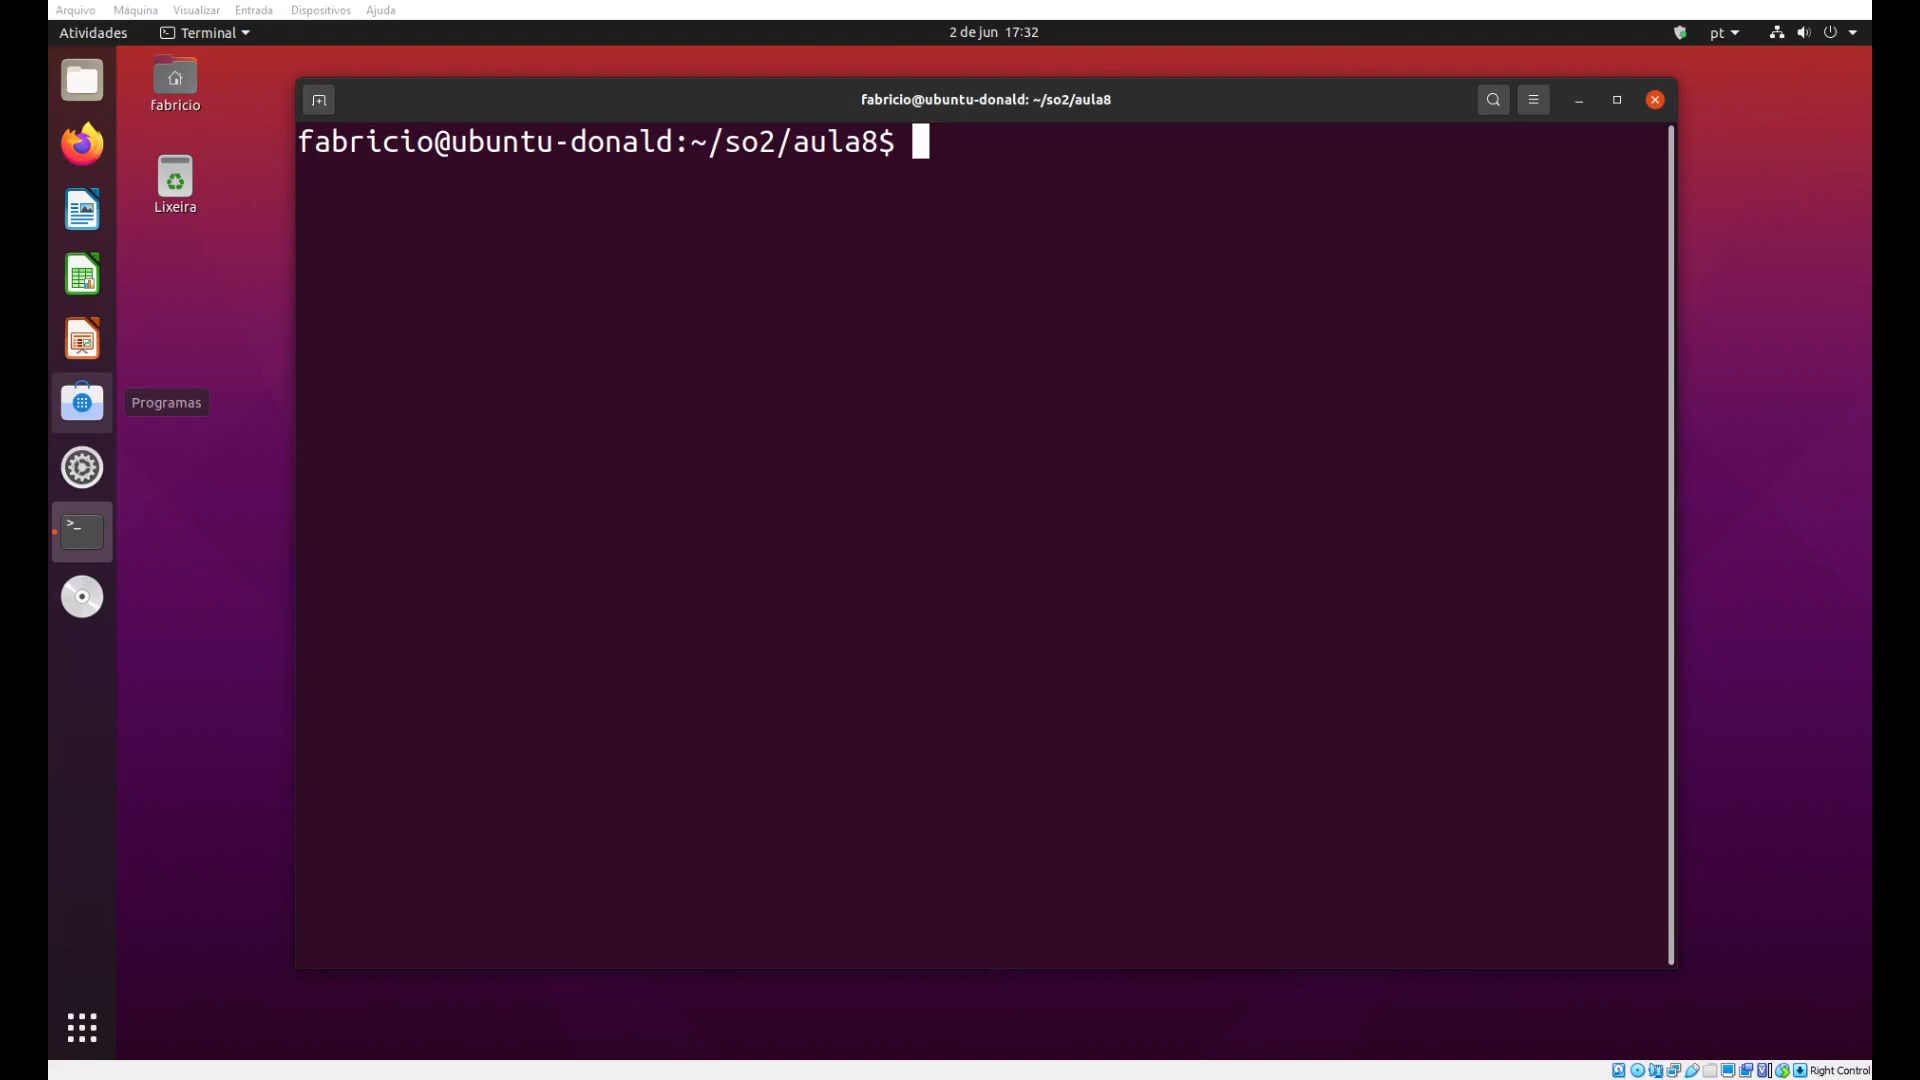 Arquivo Máquina Visualizar Entrada Dispositivos Ajuda
Atividades Terminal 2 de jun 17:32 pt
fabricio
Lixeira
Programas
fabricio@ubuntu-donald: ~/so2/aula8
fabricio@ubuntu-donald:~/so2/aula8$
>_
Right Control